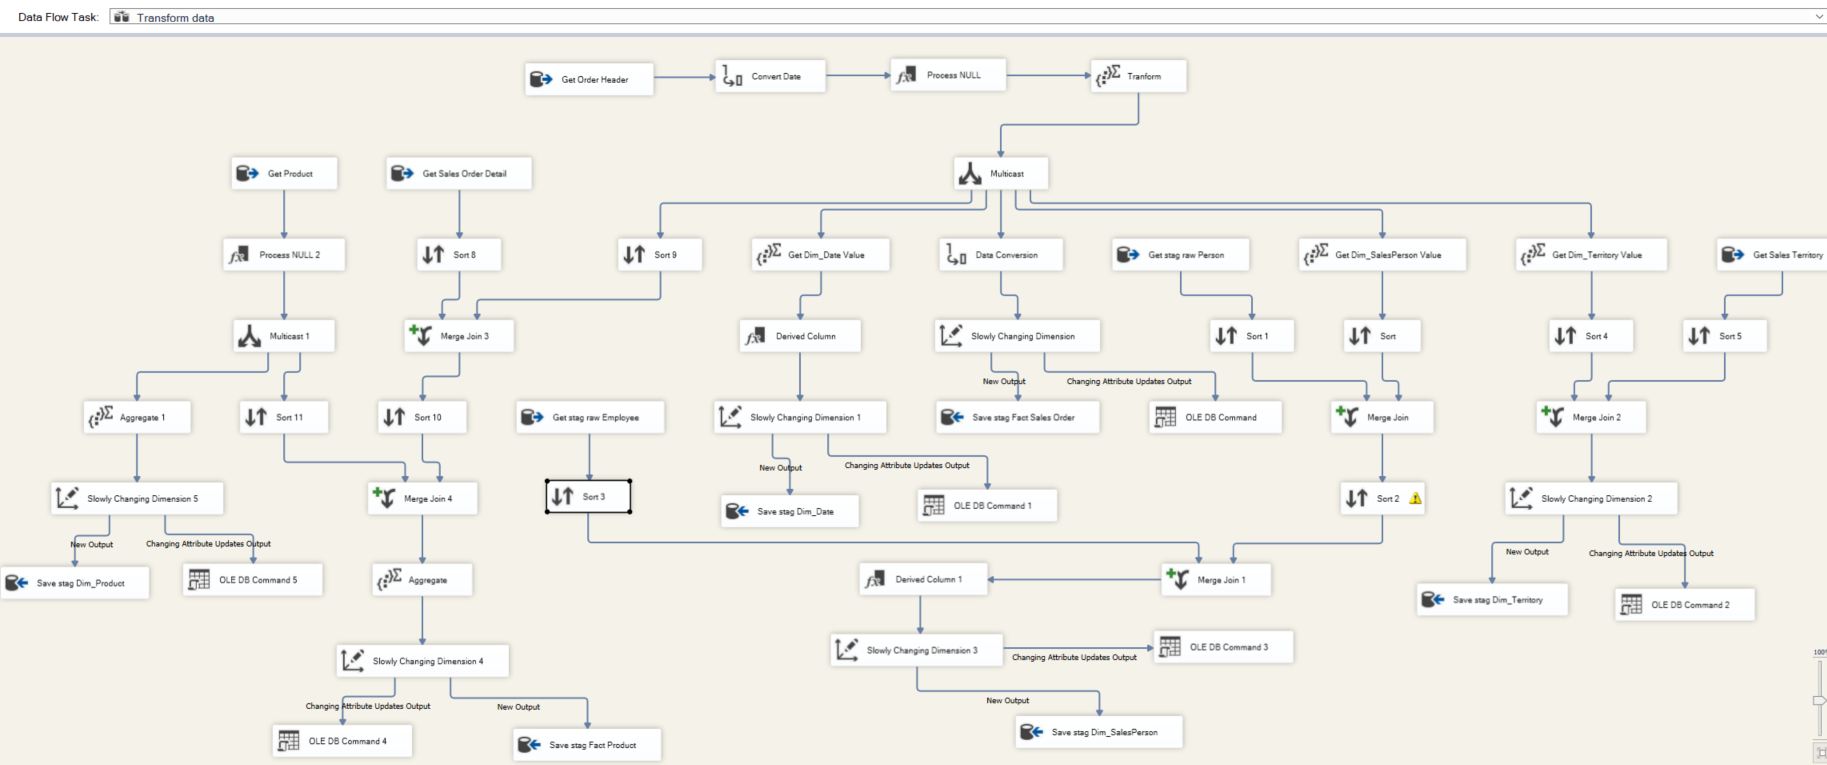 Data Flow Task: Transform data
Get Order Header
Convert Date
Process NULL
Tranform
Get Product
Get Sales Order Detail
Multicast
Process NULL 2
Sort 8
Sort 9
Get Dim_Date Value
Data Conversion
Get stag raw Person
Get Dim_SalesPerson Value
Get Dim_Territory Value
Get Sales Territory
Multicast 1
Merge Join 3
Derived Column
Slowly Changing Dimension
Sort 1
Sort
Sort 4
Sort 5
New Output
Changing Attribute Updates Output
Aggregate 1
Sort 11
Sort 10
Get stag raw Employee
Slowly Changing Dimension 1
Save stag Fact Sales Order
OLE DB Command
Merge Join
Merge Join 2
New Output
Changing Attribute Updates Output
Slowly Changing Dimension 5
Merge Join 4
Sort 3
Save stag Dim_Date
OLE DB Command 1
Sort 2
Slowly Changing Dimension 2
New Output
Changing Attribute Updates Output
New Output
Changing Attribute Updates Output
Save stag Dim_Product
OLE DB Command 5
Aggregate
Derived Column 1
Merge Join 1
Save stag Dim_Territory
OLE DB Command 2
Slowly Changing Dimension 4
Slowly Changing Dimension 3
Changing Attribute Updates Output
OLE DB Command 3
100%
Changing Attribute Updates Output
New Output
New Output
OLE DB Command 4
Save stag Fact Product
Save stag Dim_SalesPerson